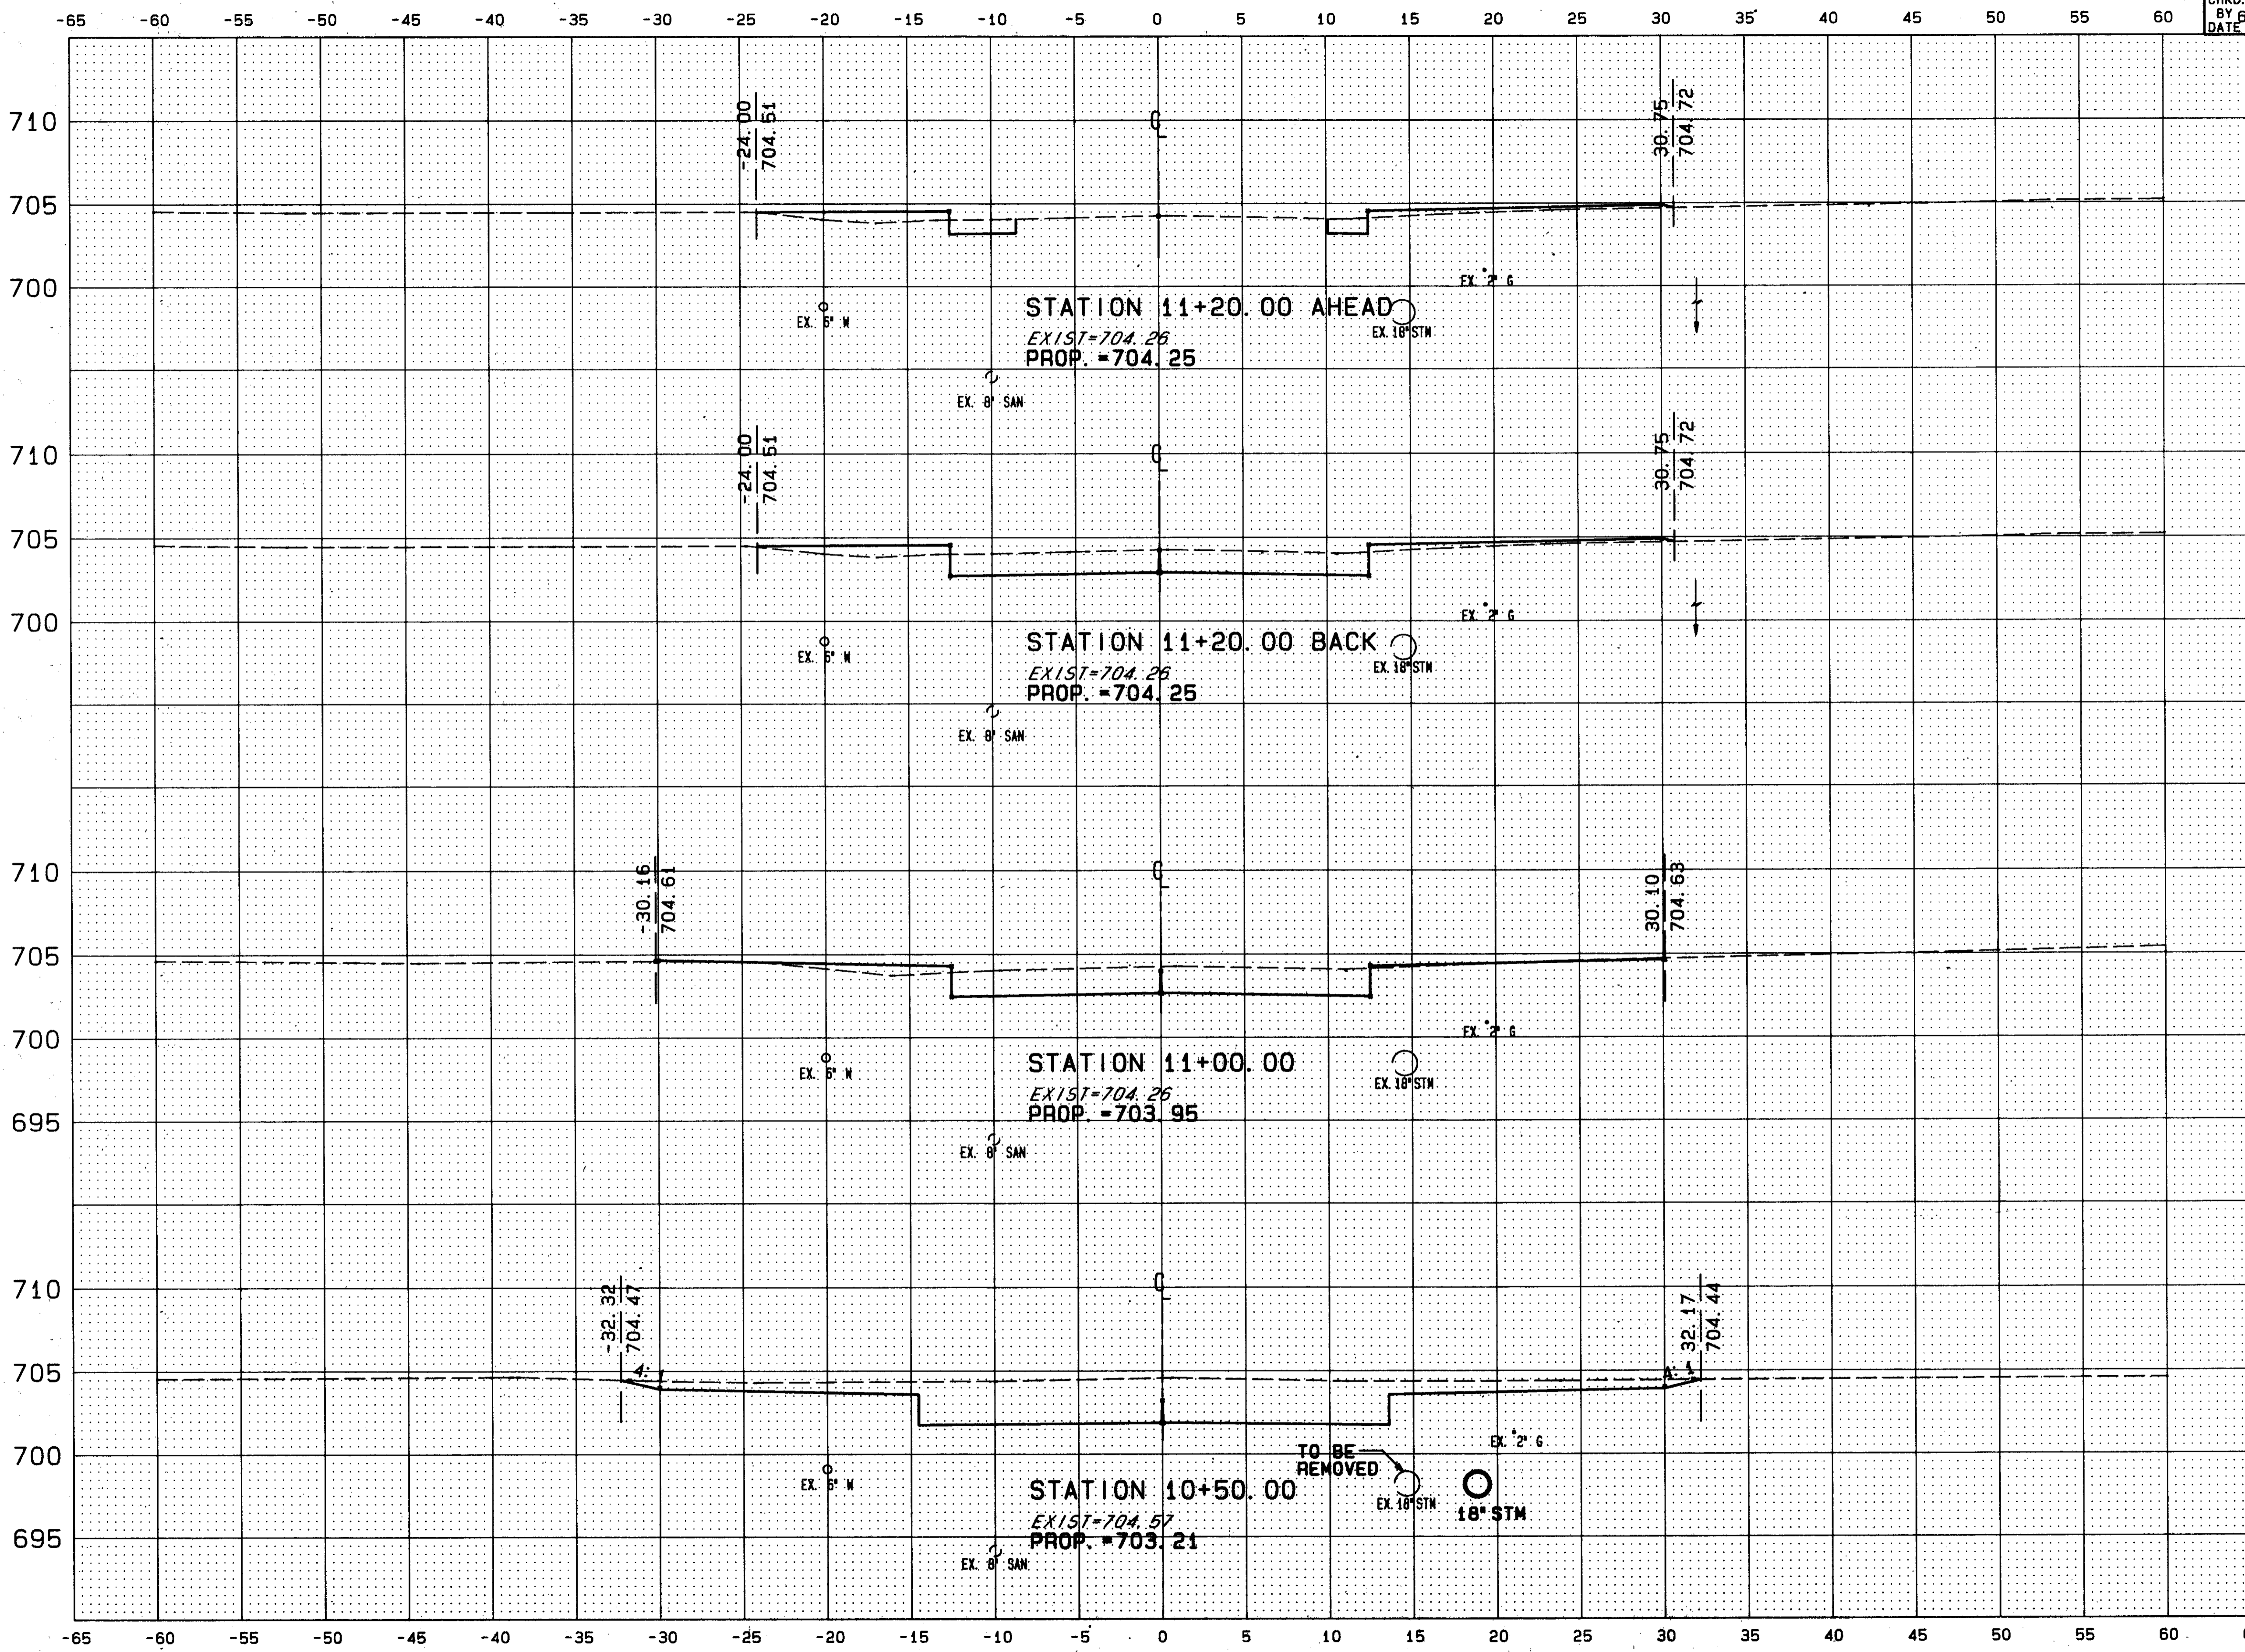 -65 -60 -55 -50 -45 -40 -35 -30 -25 -20 -15 -10 -5 0 5 10 15 20 25 30 35 40 45 50 55 60
BY
DATE
-24.00
704.51
30.75
704.72
710
705
700
EX. 2" G
EX. 6" W
STATION 11+20.00 AHEAD
EX. 18" STM
EXIST=704.26
PROP. =704.25
EX. 8" SAN
-24.00
704.51
30.75
704.72
710
705
700
EX. 2" G
EX. 6" W
STATION 11+20.00 BACK
EX. 18" STM
EXIST=704.26
PROP. =704.25
EX. 8" SAN
-30.16
704.61
30.10
704.63
710
705
700
695
EX. 2" G
EX. 6" W
STATION 11+00.00
EX. 18" STM
EXIST=704.26
PROP. =703.95
EX. 8" SAN
-32.32
704.47
32.17
704.44
710
705
700
695
4:1
TO BE
REMOVED
EX. 2" G
EX. 6" W
STATION 10+50.00
EX. 18" STM
18" STM
EXIST=704.57
PROP. =703.21
EX. 8" SAN
-65 -60 -55 -50 -45 -40 -35 -30 -25 -20 -15 -10 -5 0 5 10 15 20 25 30 35 40 45 50 55 60